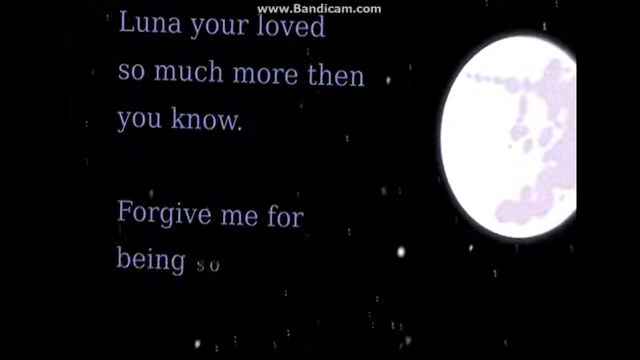 www.Bandicam.com
Luna your loved
so much more then
you know.
Forgive me for
being so